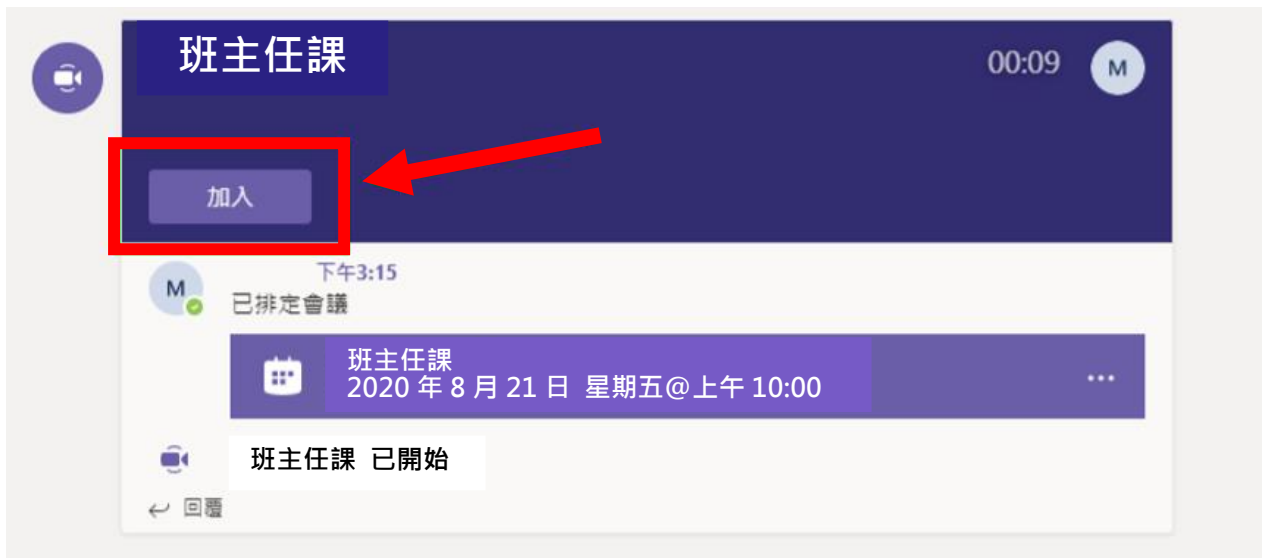 班主任課
00:09
M
加入
M
下午3:15
已排定會議
班主任課
2020 年 8 月 21 日 星期五@上午 10:00
班主任課 已開始
回覆